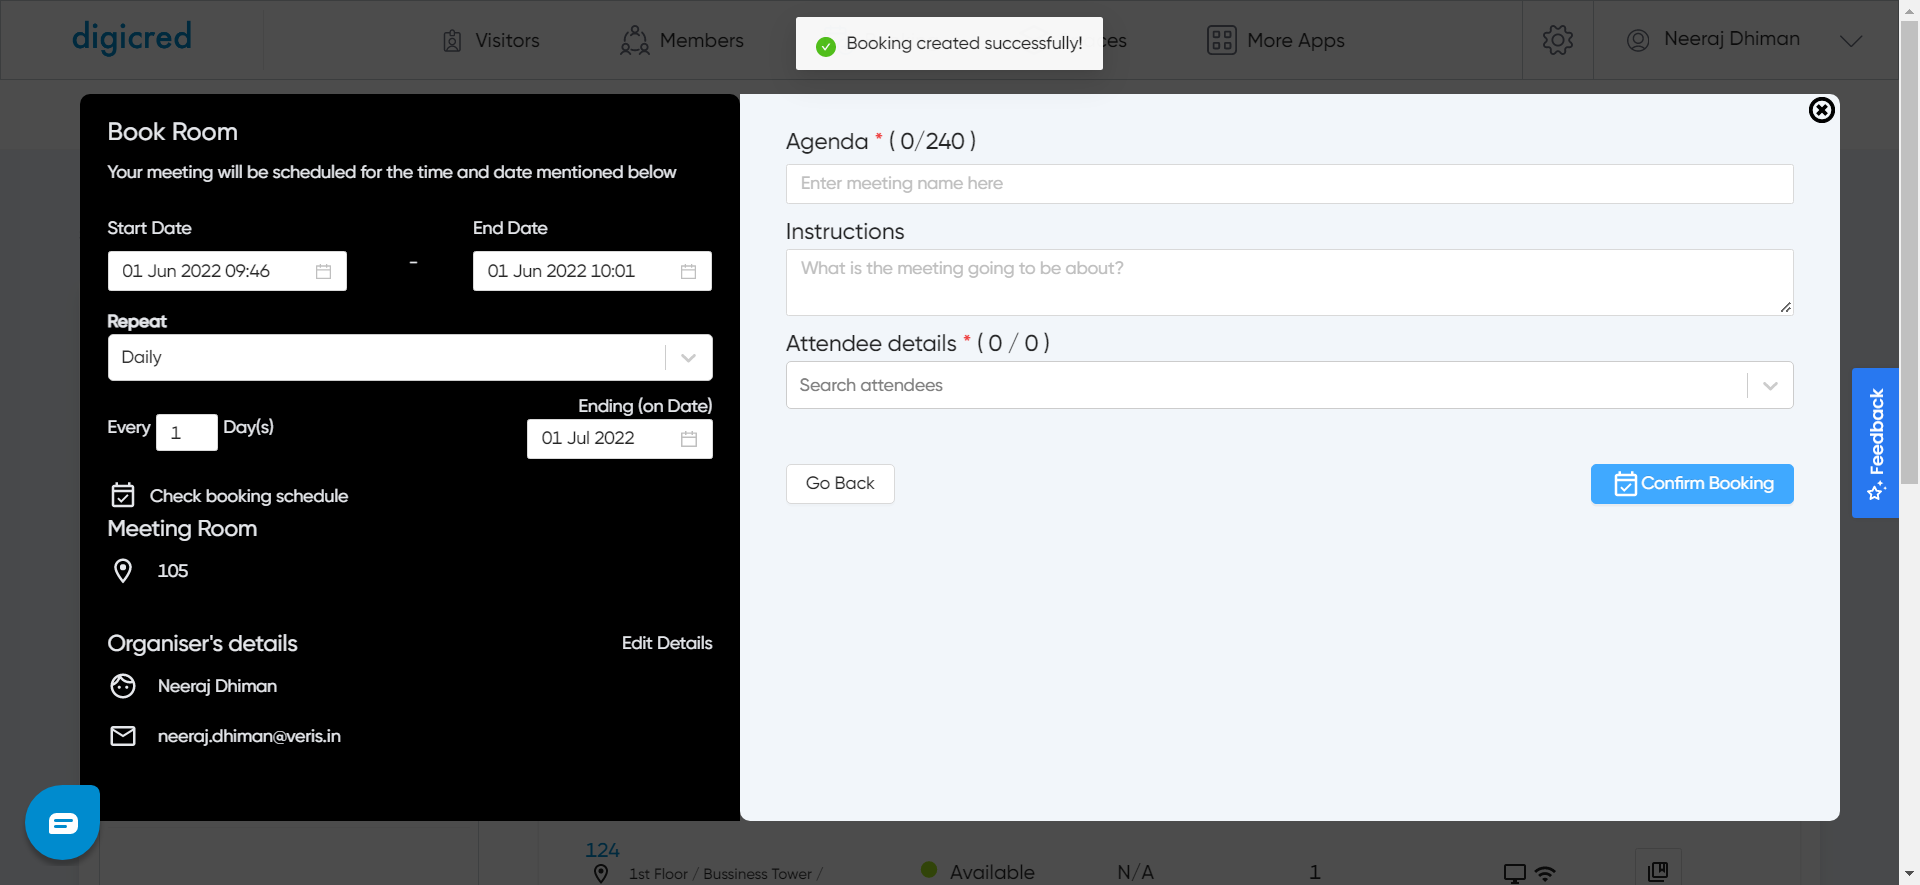 digicred
Visitors
Members
ces
More Apps
Neeraj Dhiman
Booking created successfully!
Book Room
Your meeting will be scheduled for the time and date mentioned below
Start Date
End Date
01 Jun 2022 09:46
-
01 Jun 2022 10:01
Repeat
Daily
Every 1 Day(s)
Ending (on Date)
01 Jul 2022
Check booking schedule
Meeting Room
105
Organiser's details
Edit Details
Neeraj Dhiman
neeraj.dhiman@veris.in
Agenda * ( 0/240 )
Enter meeting name here
Instructions
What is the meeting going to be about?
Attendee details * ( 0 / 0 )
Search attendees
Go Back
Confirm Booking
Feedback
124
1st Floor / Bussiness Tower /
Available
N/A
1